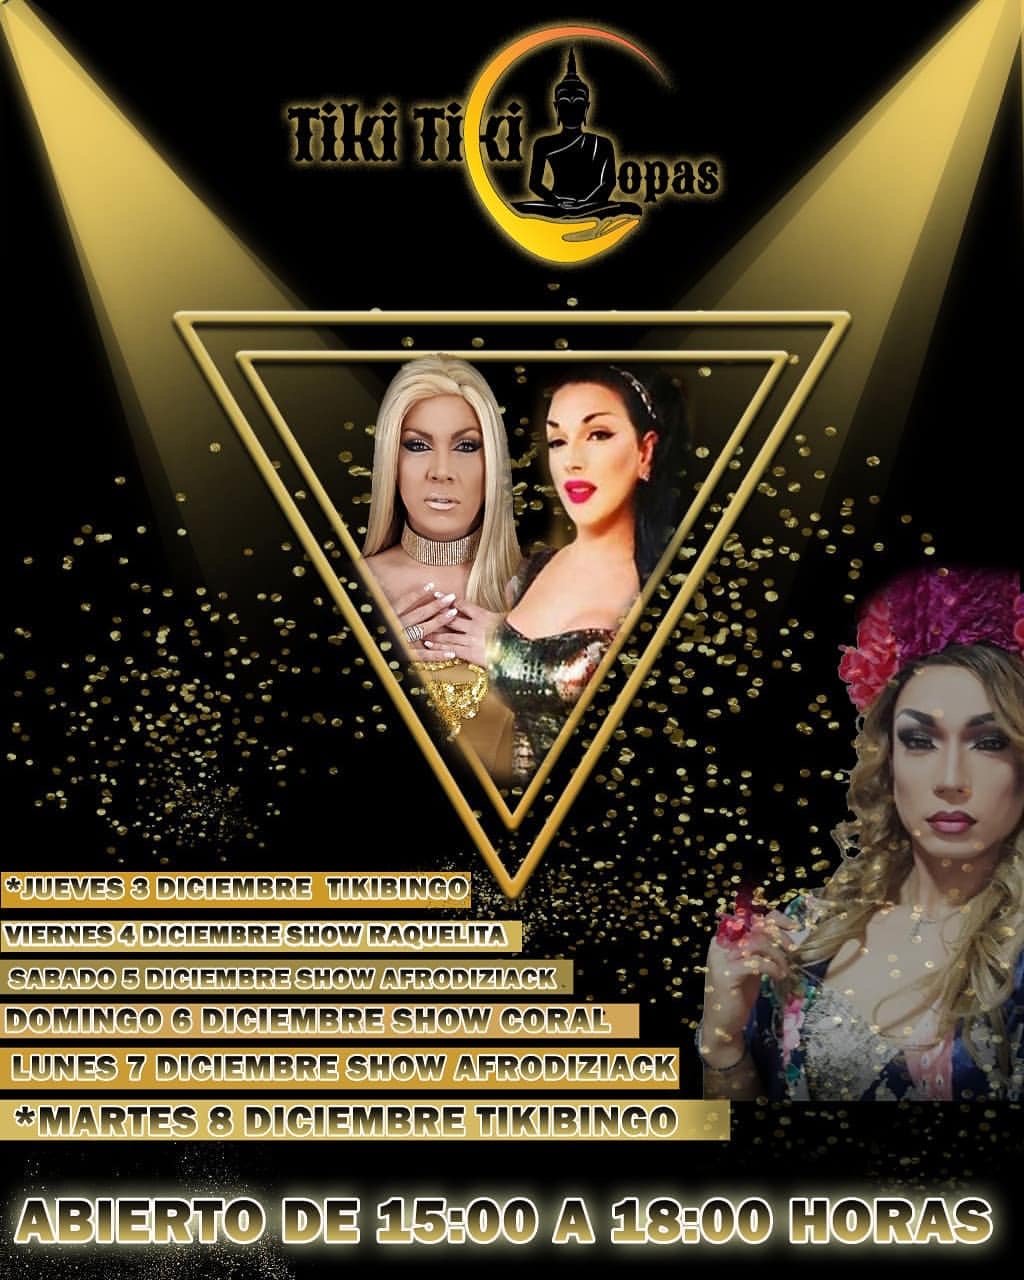 Tiki Tiki Copas
*JUEVES 3 DICIEMBRE TIKIBINGO
VIERNES 4 DICIEMBRE SHOW RAQUELITA
SABADO 5 DICIEMBRE SHOW AFRODIZIACK .
DOMINGO 6 DICIEMBRE SHOW CORAL
LUNES 7 DICIEMBRE SHOW AFRODIZIACK
*MARTES 8 DICIEMBRE TIKIBINGO
ABIERTO DE 15:00 A 18:00 HORAS